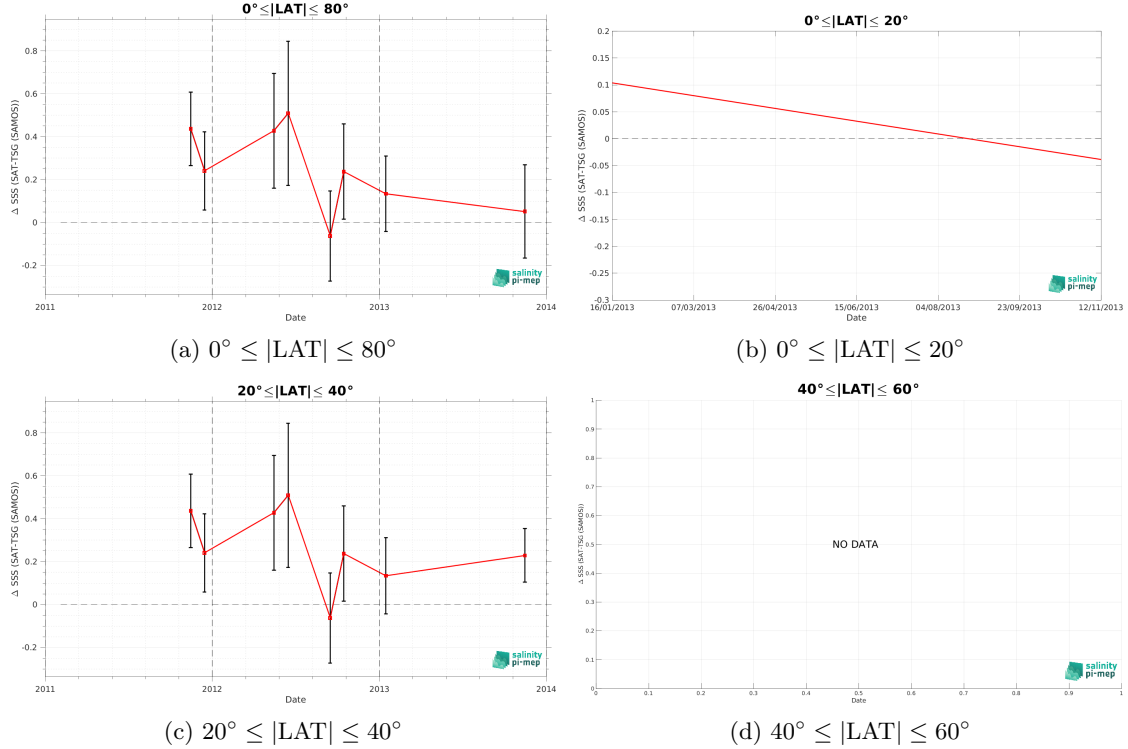 0°≤|LAT|≤ 80°
Δ SSS (SAT-TSG (SAMOS))
0.8
0.6
0.4
0.2
0
-0.2
2011 2012 2013 2014
Date
salinity
pi-mep
(a) 0° ≤ |LAT| ≤ 80°
0°≤|LAT|≤ 20°
Δ SSS (SAT-TSG (SAMOS))
0.2
0.15
0.1
0.05
0
-0.05
-0.1
-0.15
-0.2
-0.25
-0.3
16/01/2013 07/03/2013 26/04/2013 15/06/2013 04/08/2013 23/09/2013 12/11/2013
Date
salinity
pi-mep
(b) 0° ≤ |LAT| ≤ 20°
20°≤|LAT|≤ 40°
Δ SSS (SAT-TSG (SAMOS))
0.8
0.6
0.4
0.2
0
-0.2
2011 2012 2013 2014
Date
salinity
pi-mep
(c) 20° ≤ |LAT| ≤ 40°
40°≤|LAT|≤ 60°
Δ SSS (SAT-TSG (SAMOS))
1
0.9
0.8
0.7
0.6
0.5
0.4
0.3
0.2
0.1
0
NO DATA
0 0.1 0.2 0.3 0.4 0.5 0.6 0.7 0.8 0.9 1
Date
salinity
pi-mep
(d) 40° ≤ |LAT| ≤ 60°